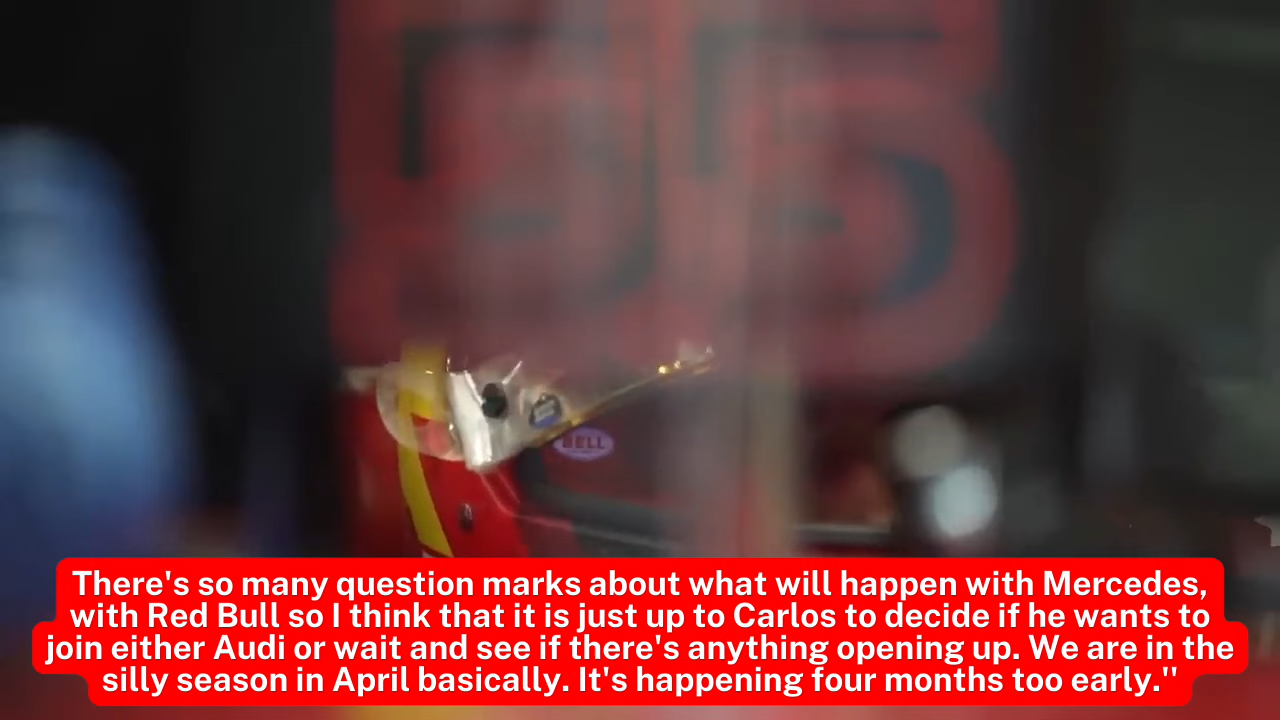 BELL
There's so many question marks about what will happen with Mercedes,
with Red Bull so I think that it is just up to Carlos to decide if he wants to
join either Audi or wait and see if there's anything opening up. We are in the
silly season in April basically. It's happening four months too early."